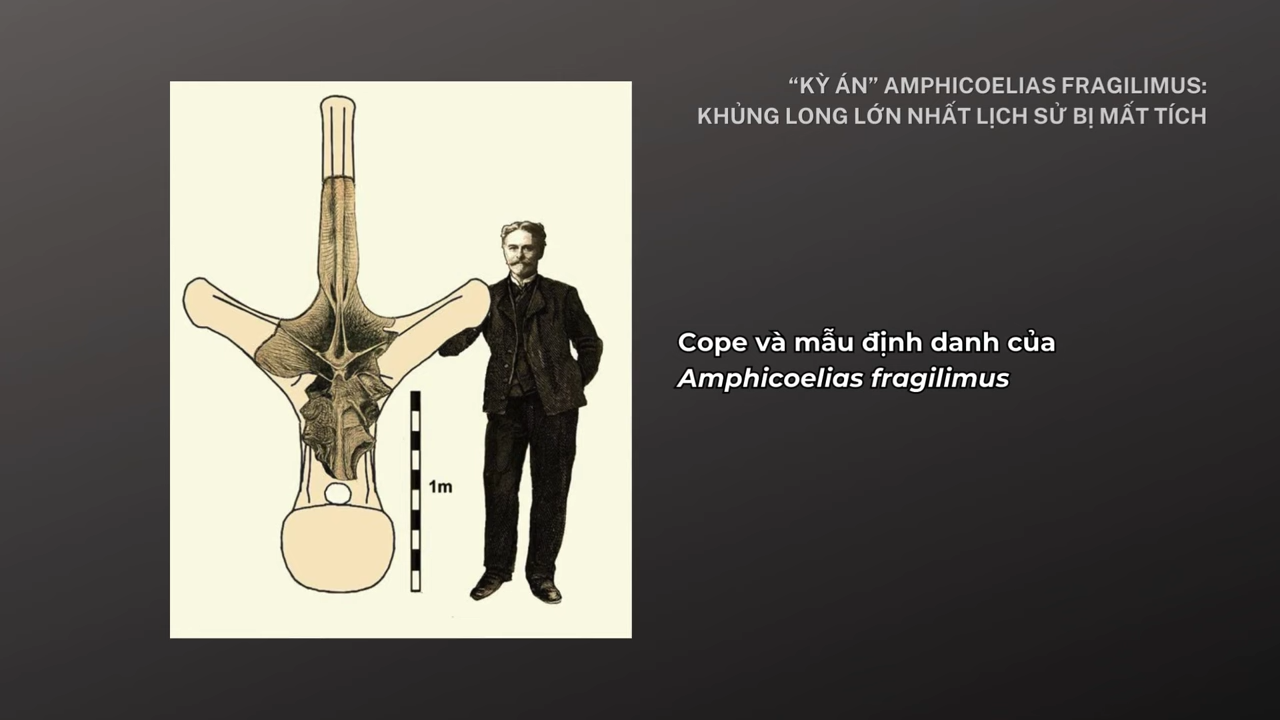 “KỲ ÁN” AMPHICOELIAS FRAGILIMUS:
KHỦNG LONG LỚN NHẤT LỊCH SỬ BỊ MẤT TÍCH
Cope và mẫu định danh của
Amphicoelias fragilimus
1m